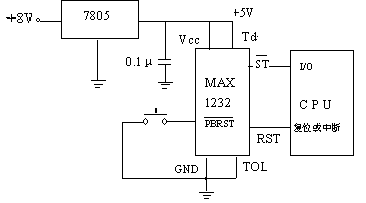 +8V
7805
+5V
Vcc
Td
0.1μ
ST
I/O
MAX
1232
CPU
PBRST
复位或中断
RST
GND
TOL